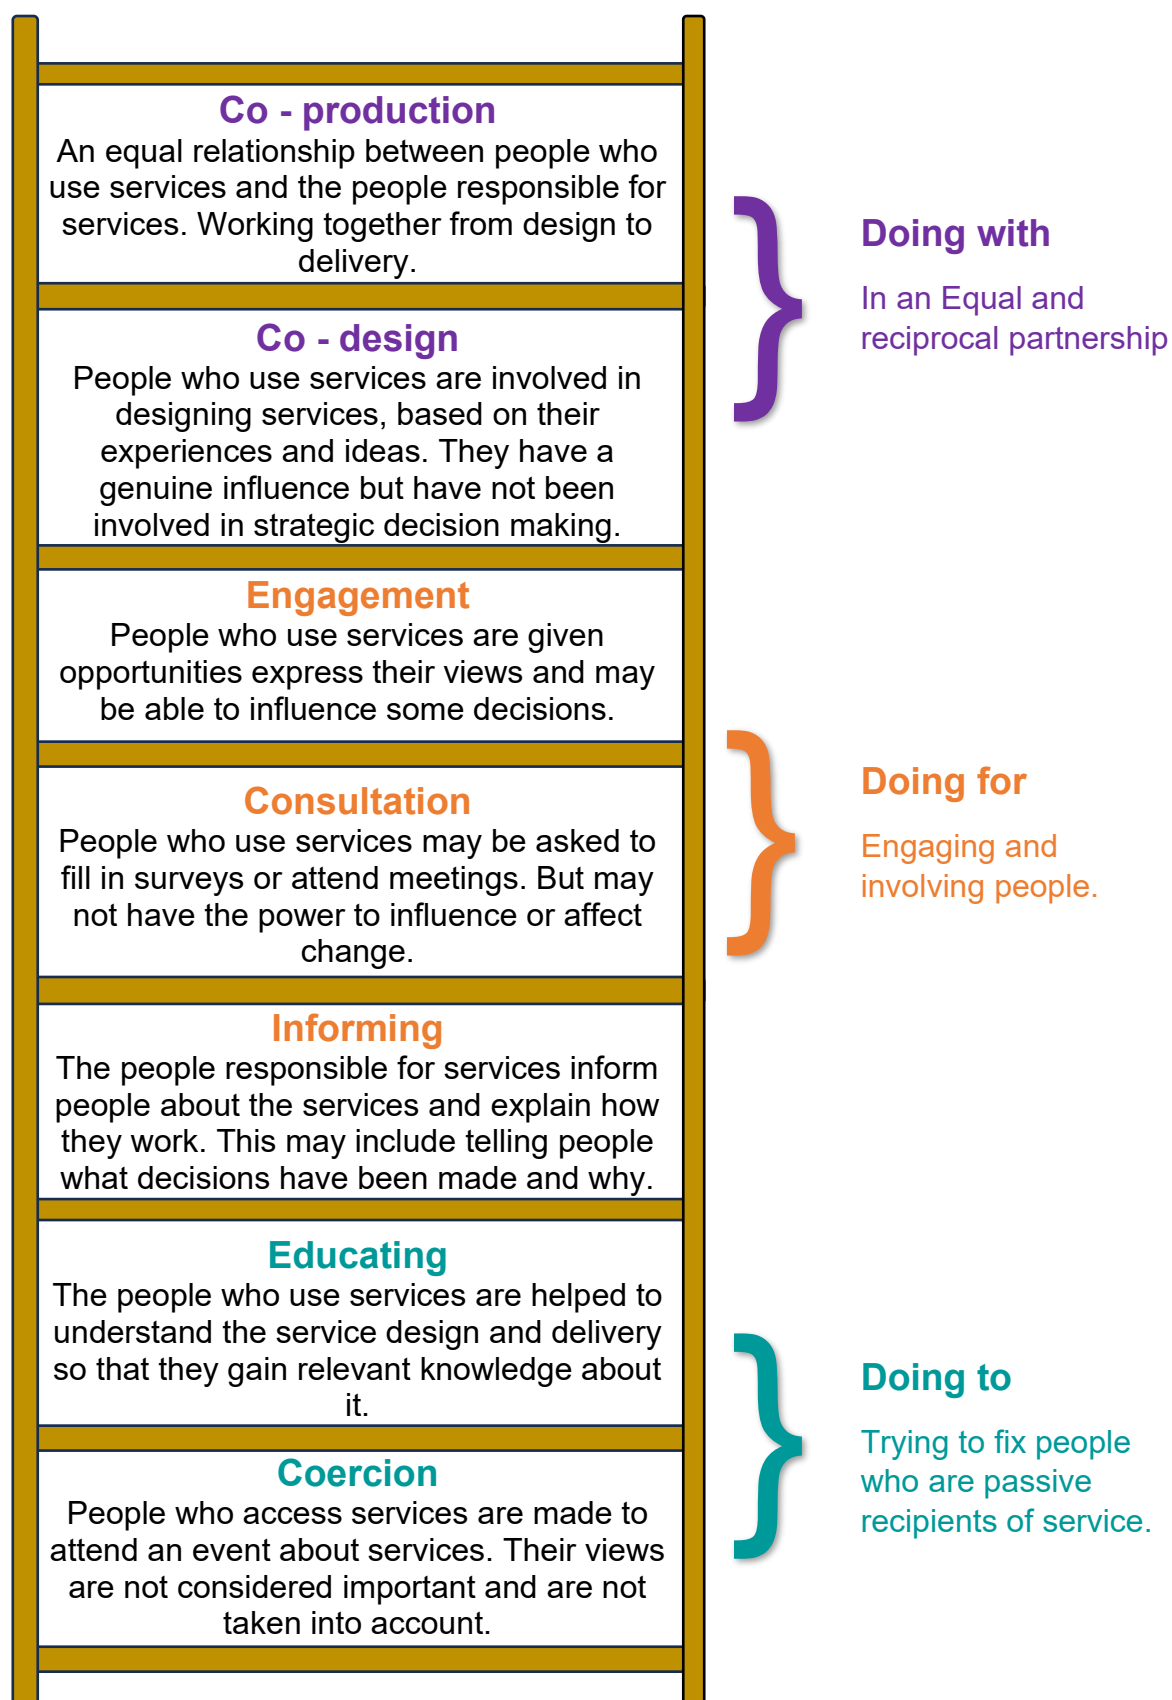 Co - production
An equal relationship between people who
use services and the people responsible for
services. Working together from design to
delivery.
Doing with
In an Equal and
reciprocal partnership
Co - design
People who use services are involved in
designing services, based on their
experiences and ideas. They have a
genuine influence but have not been
involved in strategic decision making.
Engagement
People who use services are given
opportunities express their views and may
be able to influence some decisions.
Doing for
Engaging and
involving people.
Consultation
People who use services may be asked to
fill in surveys or attend meetings. But may
not have the power to influence or affect
change.
Informing
The people responsible for services inform
people about the services and explain how
they work. This may include telling people
what decisions have been made and why.
Educating
The people who use services are helped to
understand the service design and delivery
so that they gain relevant knowledge about
it.
Doing to
Trying to fix people
who are passive
recipients of service.
Coercion
People who access services are made to
attend an event about services. Their views
are not considered important and are not
taken into account.